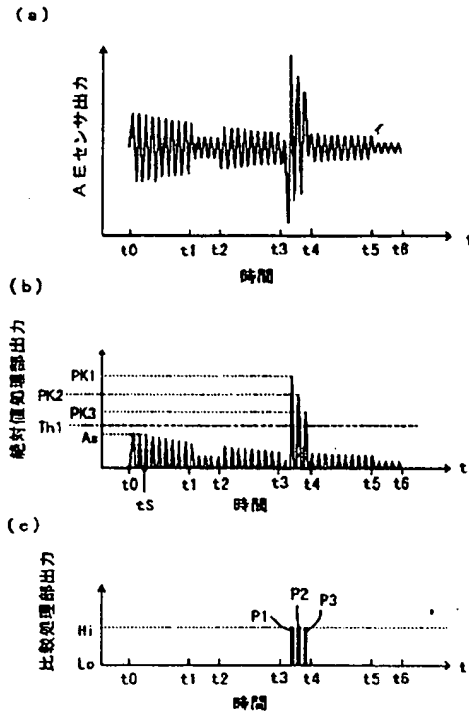 (a)
AEセンサ出力
イ
t0 t1 t2 t3 t4 t5 t6 t
時間
(b)
絶対値処理部出力
PK1
PK2
PK3
Th1
As
t0 t1 t2 t3 t4 t5 t6 t
tS
時間
(c)
比較処理部出力
P1 P2 P3
Hi
Lo
t0 t1 t2 t3 t4 t5 t6 t
時間